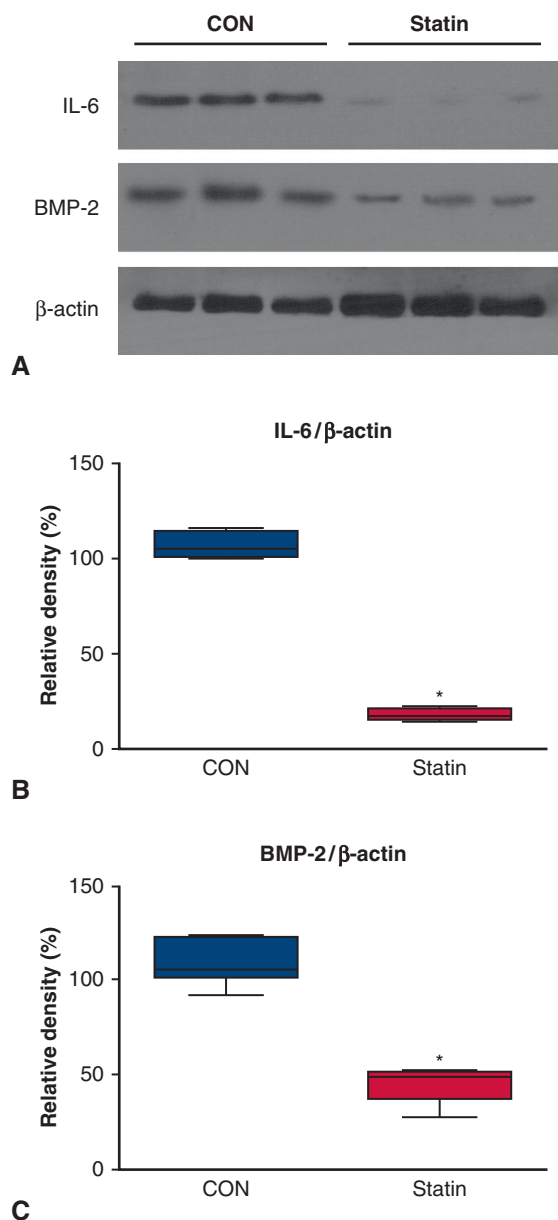 CON Statin
IL-6
BMP-2
β-actin
A
IL-6/β-actin
150
100
50
0
Relative density (%)
*
CON Statin
B
BMP-2/β-actin
150
100
50
0
Relative density (%)
*
CON Statin
C